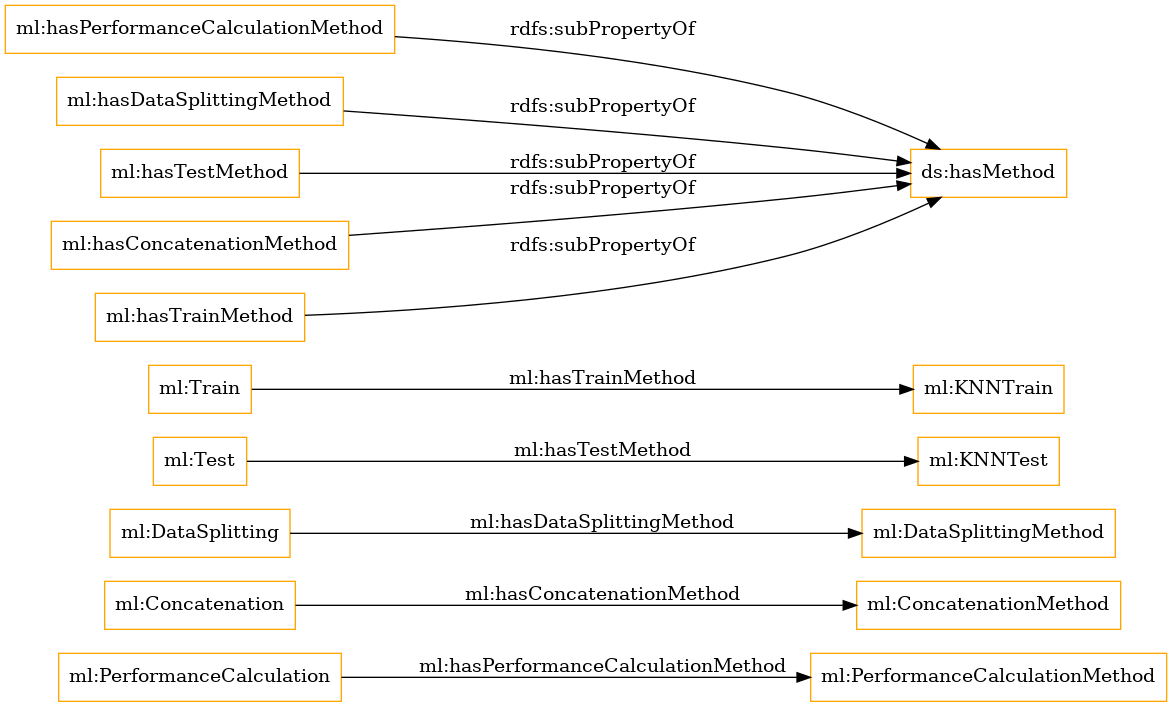 ml:hasPerformanceCalculationMethod
rdfs:subPropertyOf
ml:hasDataSplittingMethod
rdfs:subPropertyOf
ml:hasTestMethod
rdfs:subPropertyOf
ds:hasMethod
rdfs:subPropertyOf
ml:hasConcatenationMethod
rdfs:subPropertyOf
ml:hasTrainMethod
ml:Train
ml:hasTrainMethod
ml:KNNTrain
ml:Test
ml:hasTestMethod
ml:KNNTest
ml:DataSplitting
ml:hasDataSplittingMethod
ml:DataSplittingMethod
ml:Concatenation
ml:hasConcatenationMethod
ml:ConcatenationMethod
ml:PerformanceCalculation
ml:hasPerformanceCalculationMethod
ml:PerformanceCalculationMethod